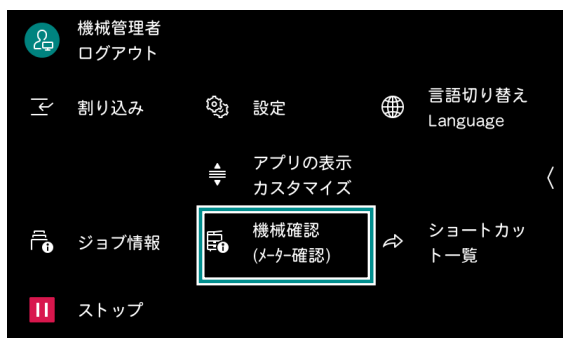 機械管理者
ログアウト
割り込み
設定
言語切り替え
Language
アプリの表示
カスタマイズ
ジョブ情報
機械確認
(ﾒｰﾀｰ確認)
ショートカッ
ト一覧
ストップ